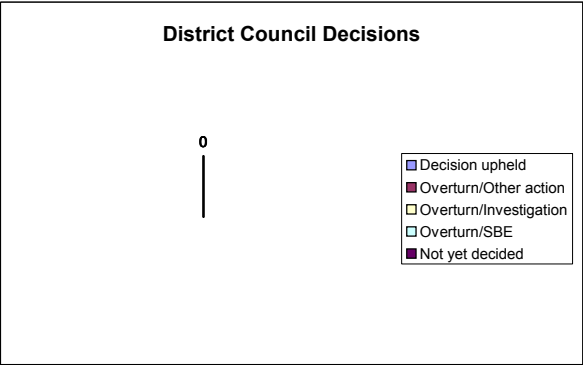 District Council Decisions
0
Decision upheld
Overturn/Other action
Overturn/Investigation
Overturn/SBE
Not yet decided